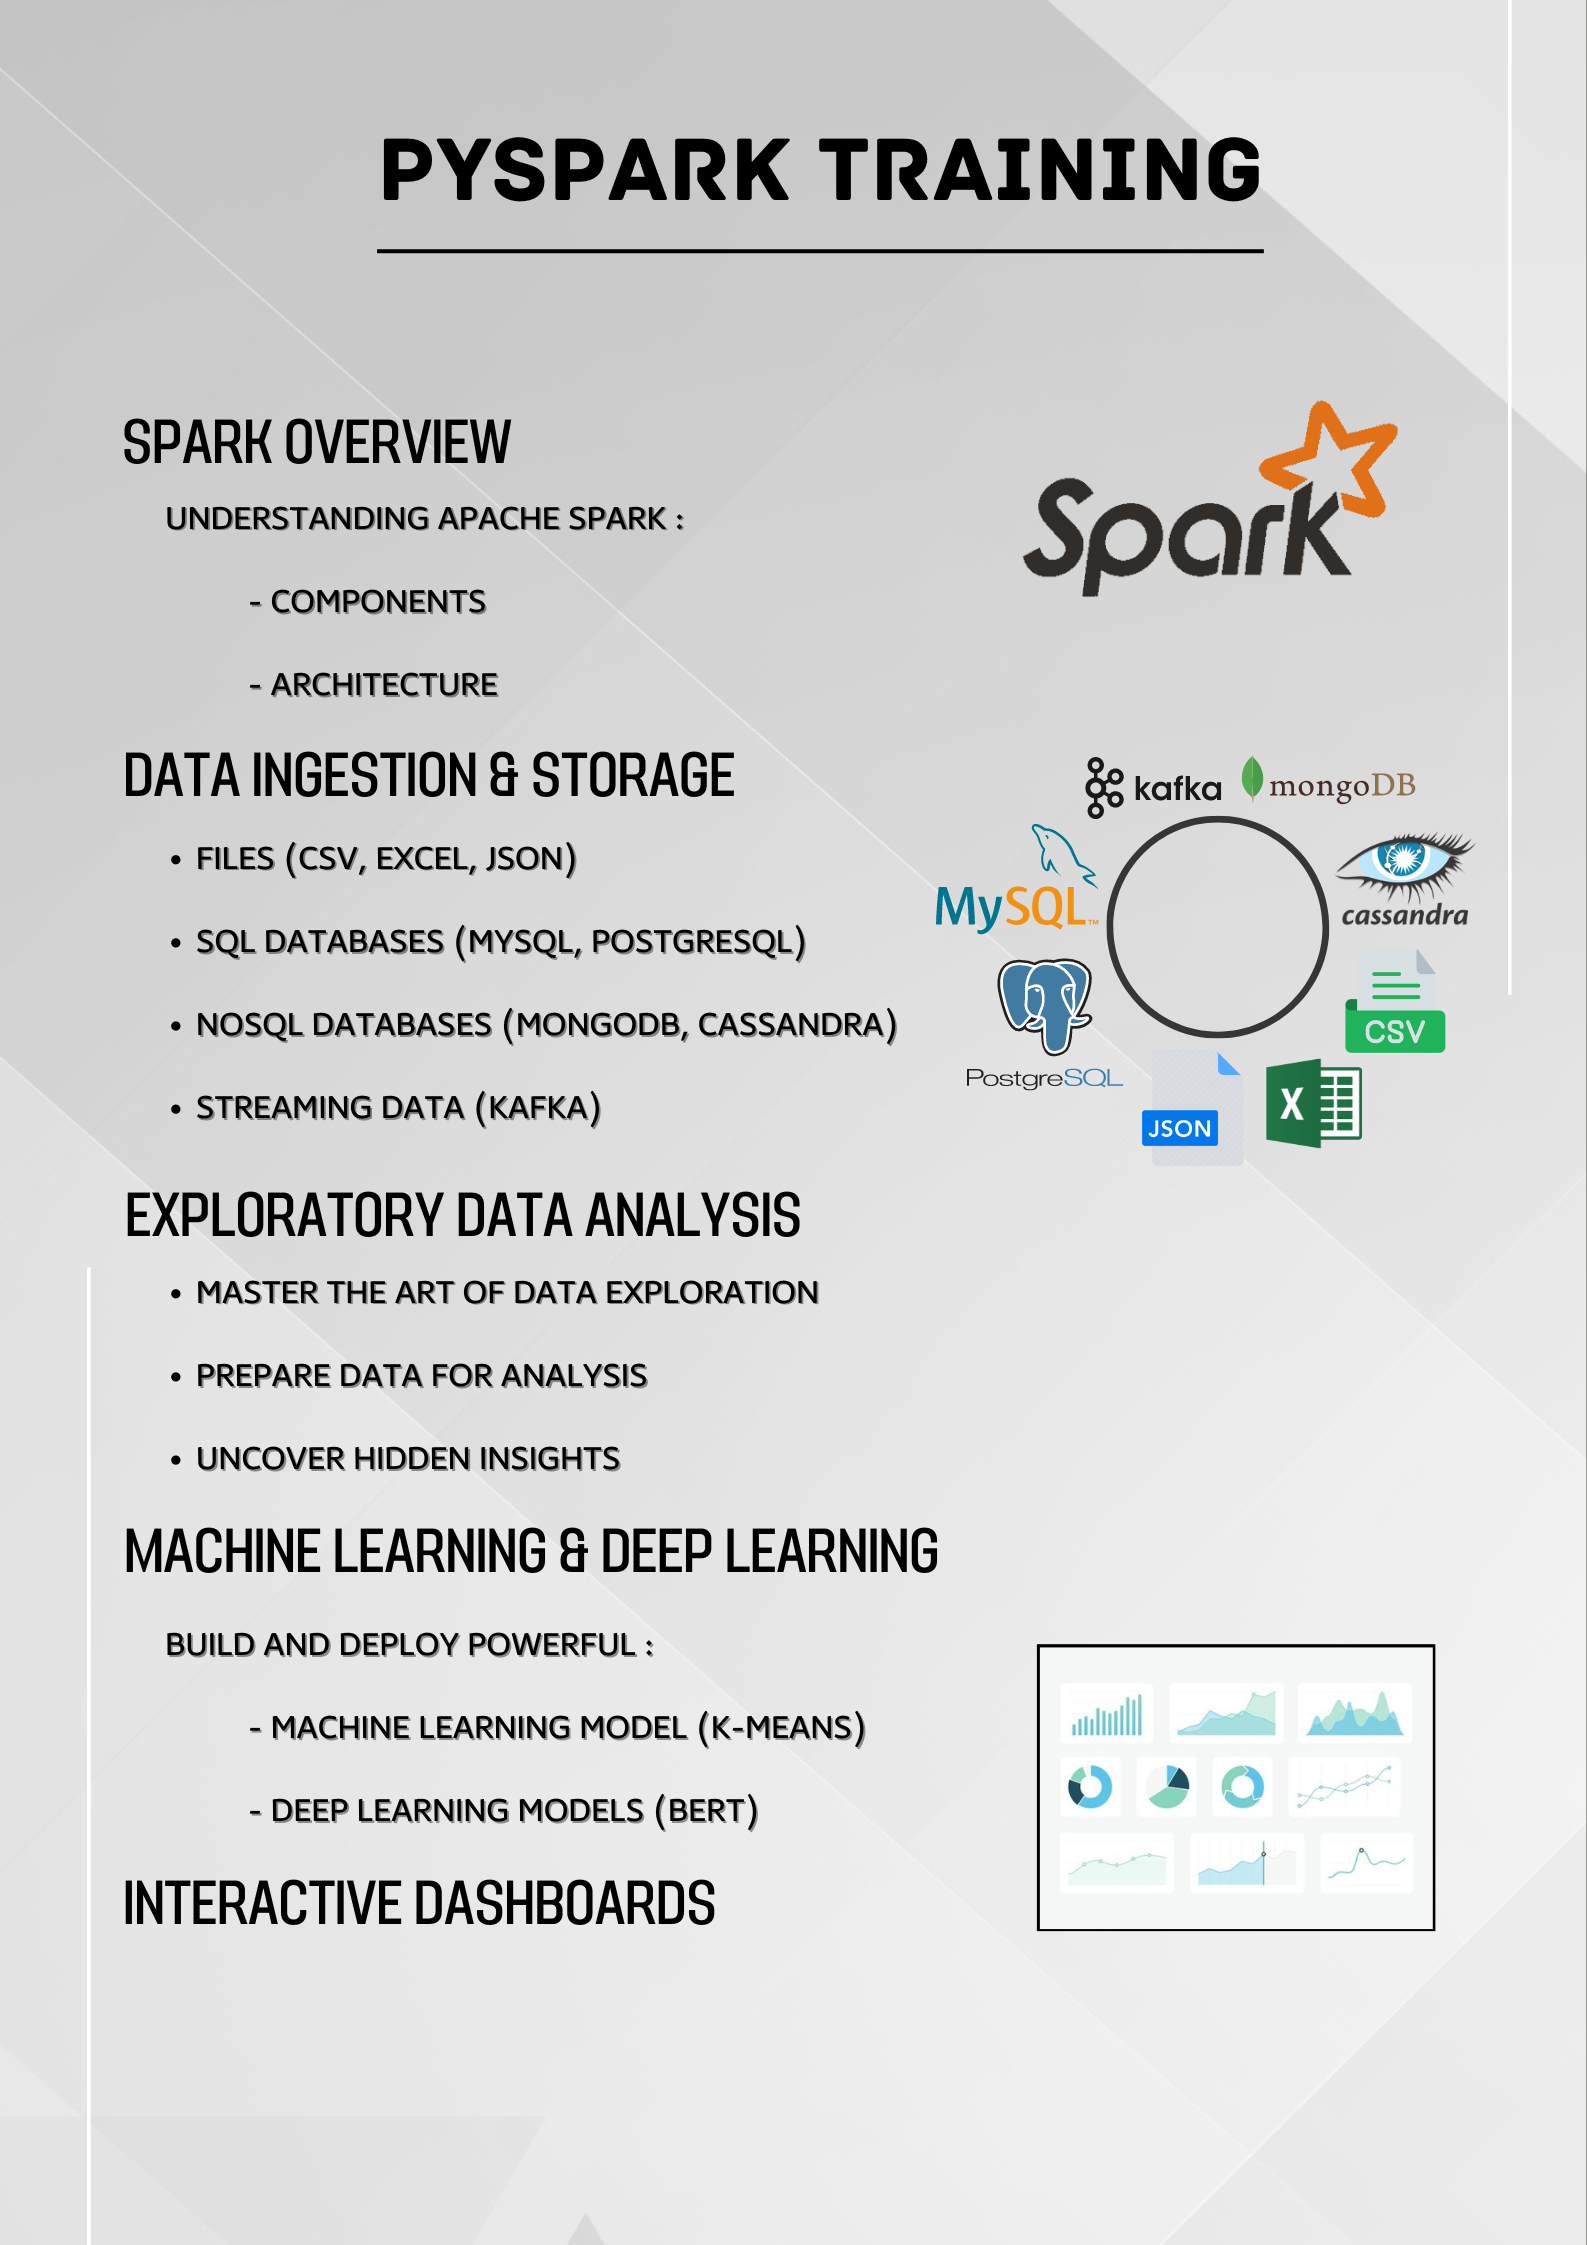 PYSPARK TRAINING
SPARK OVERVIEW
UNDERSTANDING APACHE SPARK :
- COMPONENTS
- ARCHITECTURE
Spark
DATA INGESTION & STORAGE
• FILES (CSV, EXCEL, JSON)
• SQL DATABASES (MYSQL, POSTGRESQL)
• NOSQL DATABASES (MONGODB, CASSANDRA)
• STREAMING DATA (KAFKA)
kafka
mongoDB
MySQL™
cassandra
PostgreSQL
CSV
JSON
X
EXPLORATORY DATA ANALYSIS
• MASTER THE ART OF DATA EXPLORATION
• PREPARE DATA FOR ANALYSIS
• UNCOVER HIDDEN INSIGHTS
MACHINE LEARNING & DEEP LEARNING
BUILD AND DEPLOY POWERFUL :
- MACHINE LEARNING MODEL (K-MEANS)
- DEEP LEARNING MODELS (BERT)
INTERACTIVE DASHBOARDS